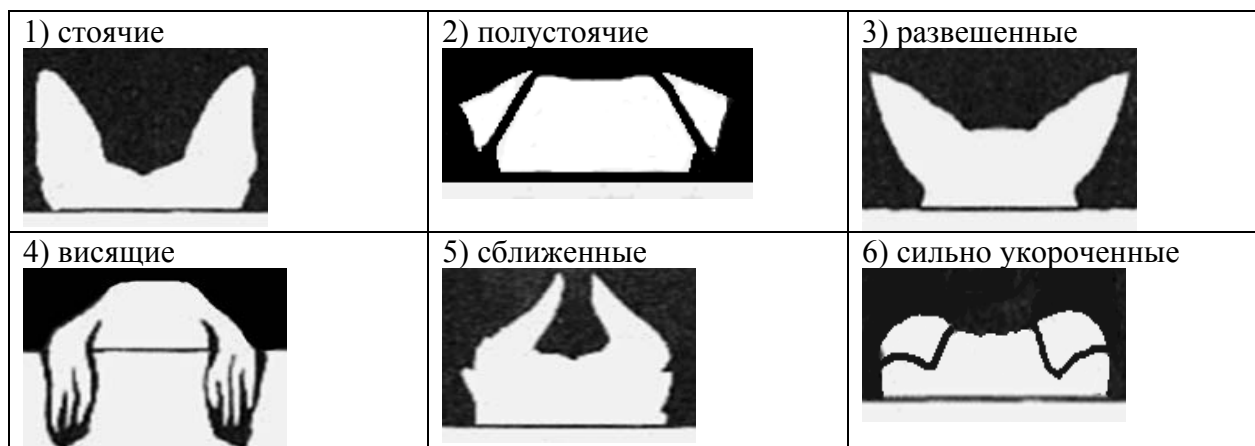 1) стоячие
2) полустоячие
3) развешенные
4) висящие
5) сближенные
6) сильно укороченные